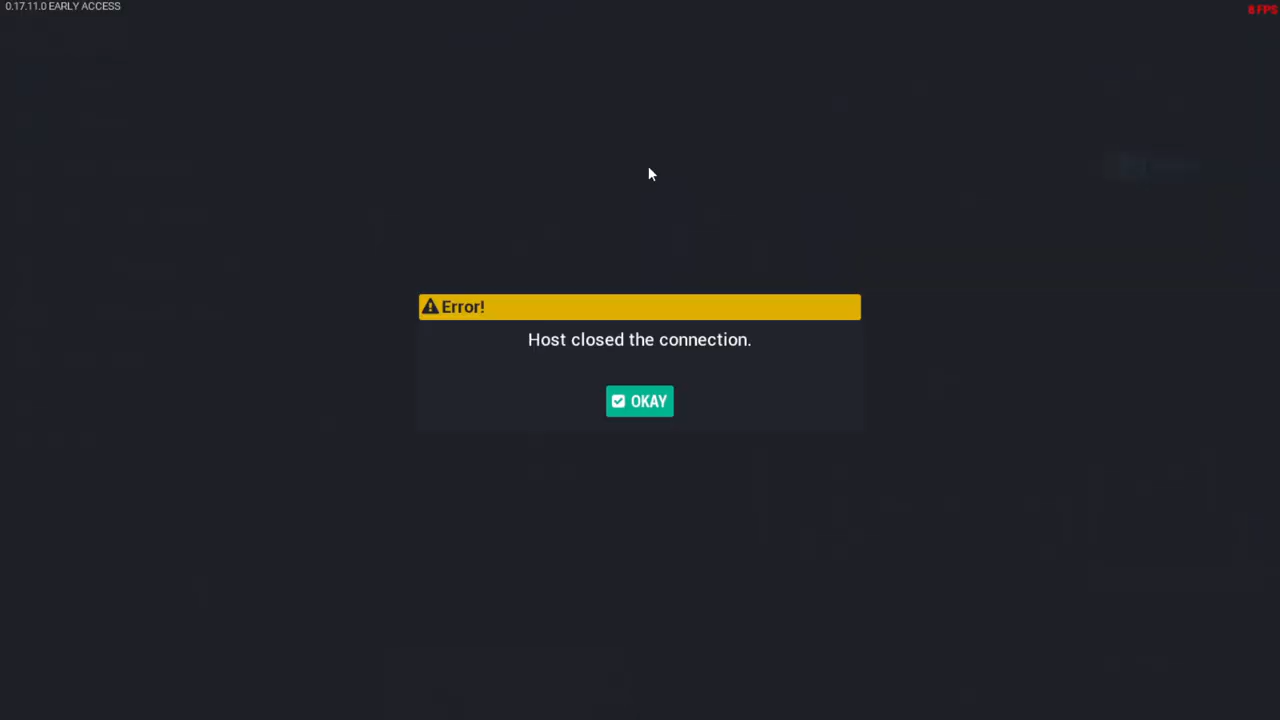 0.17.11.0 EARLY ACCESS
8 FPS
Error!
Host closed the connection.
OKAY